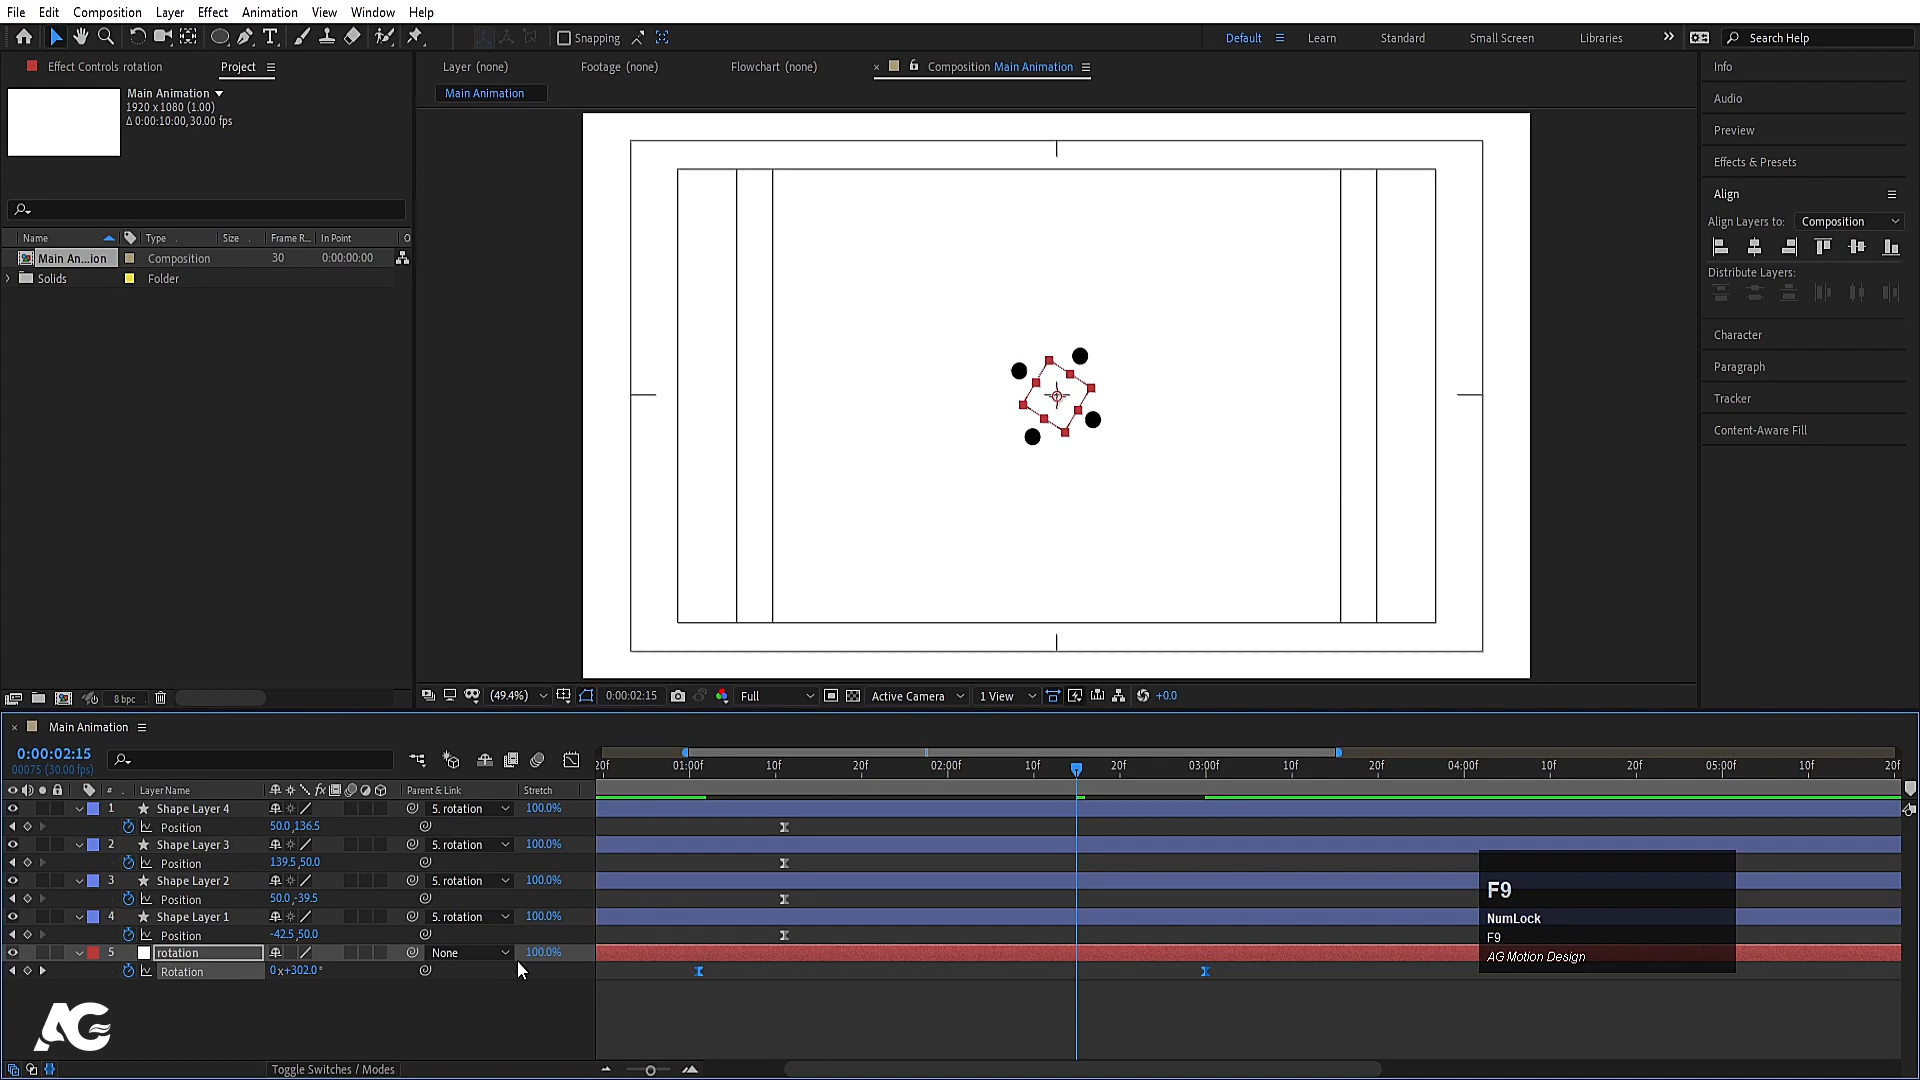 File Edit Composition Layer Effect Animation View Window Help
Snapping Default Learn Standard Small Screen Libraries Search Help
Effect Controls rotation Project
Layer (none) Footage (none) Flowchart (none) Composition Main Animation
Main Animation
Main Animation
1920 x 1080 (1.00)
Δ 0:00:10:00, 30.00 fps
Name Type Size Frame R... In Point O
Main An...ion Composition 30 0:00:00:00
Solids Folder
8 bpc
(49.4%) 0:00:02:15 Full Active Camera 1 View +0.0
Info
Audio
Preview
Effects & Presets
Align
Align Layers to: Composition
Distribute Layers:
Character
Paragraph
Tracker
Content-Aware Fill
Main Animation
0:00:02:15
00075 (30.00 fps)
20f 01:00f 10f 20f 02:00f 10f 20f 03:00f 10f 20f 04:00f 10f 20f 05:00f 10f 20f
# Layer Name fx Parent & Link Stretch
1 Shape Layer 4 5. rotation 100.0%
Position 50.0,136.5
2 Shape Layer 3 5. rotation 100.0%
Position 139.5,50.0
3 Shape Layer 2 5. rotation 100.0%
Position 50.0,-39.5
4 Shape Layer 1 5. rotation 100.0%
Position -42.5,50.0
5 rotation None 100.0%
Rotation 0x+302.0°
F9
NumLock
F9
AG Motion Design
AG
Toggle Switches / Modes